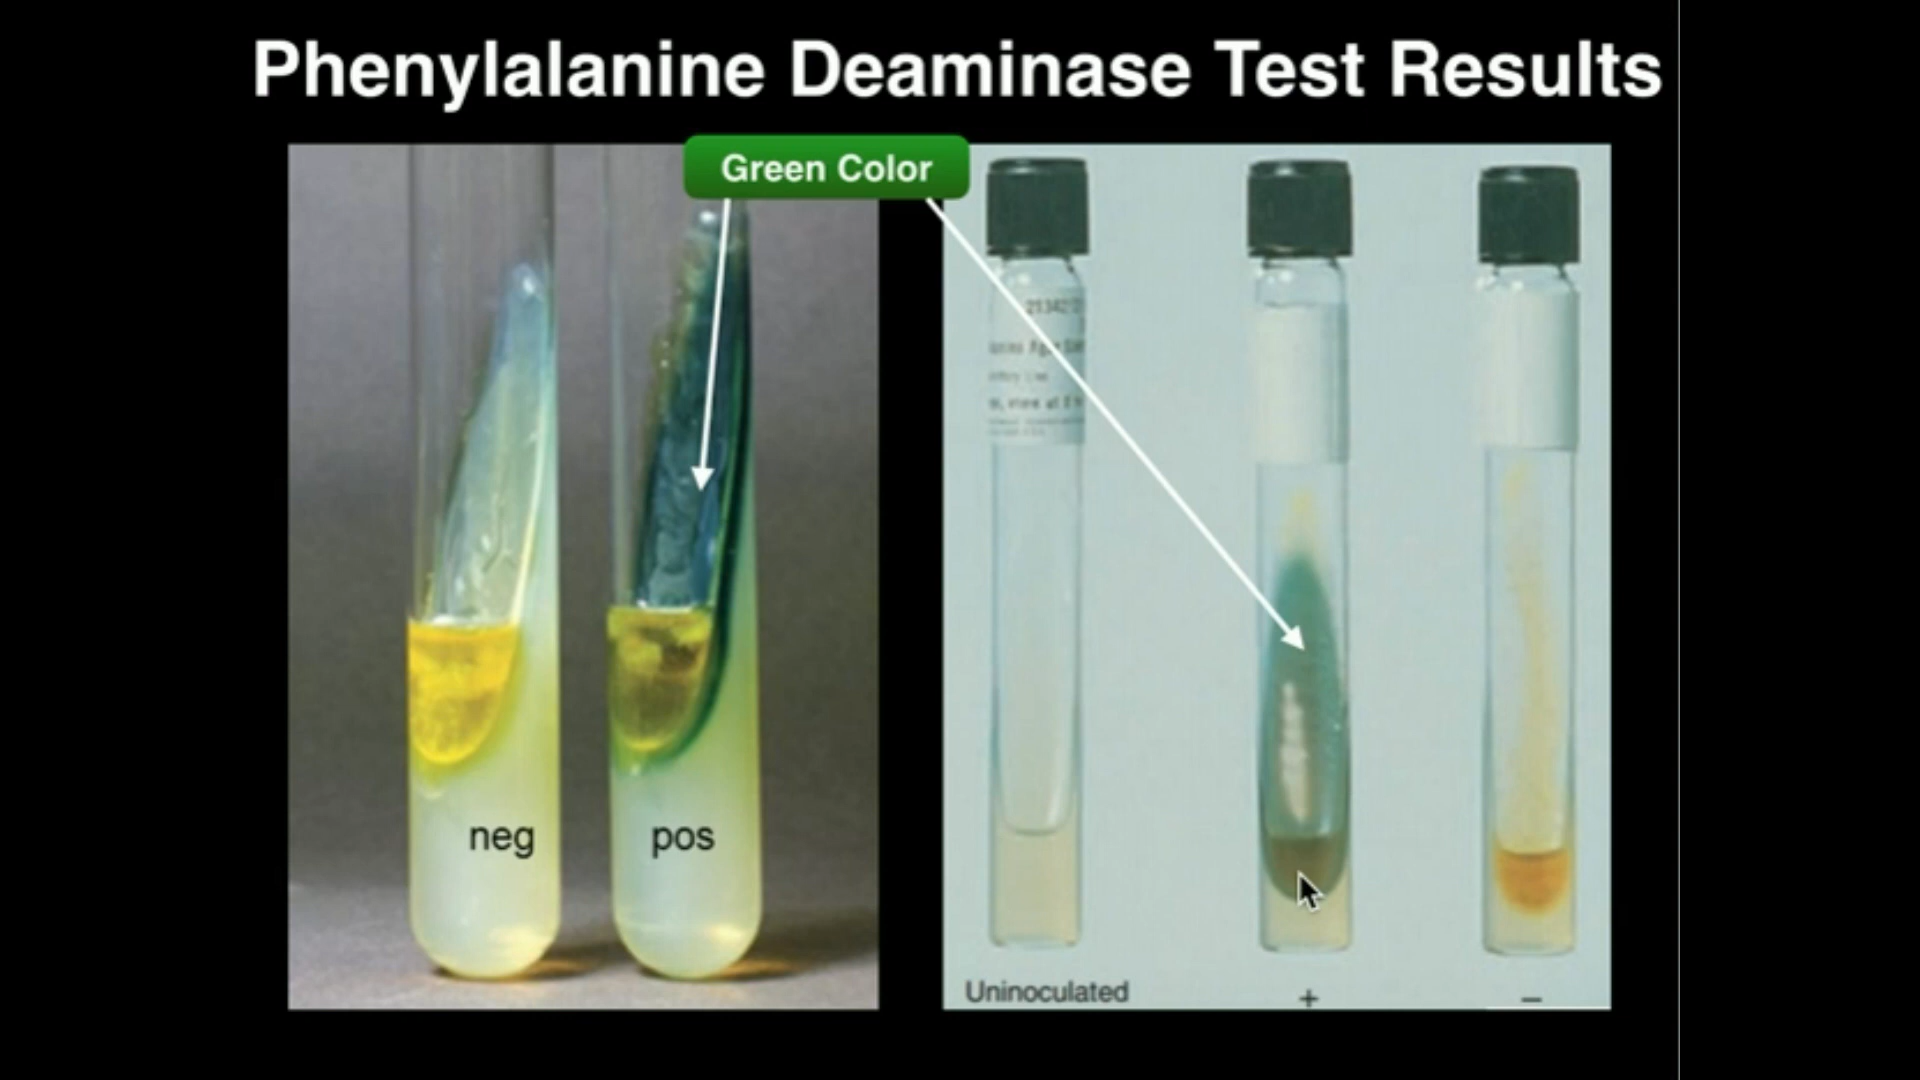 Phenylalanine Deaminase Test Results
Green Color
neg
pos
Uninoculated
+
–